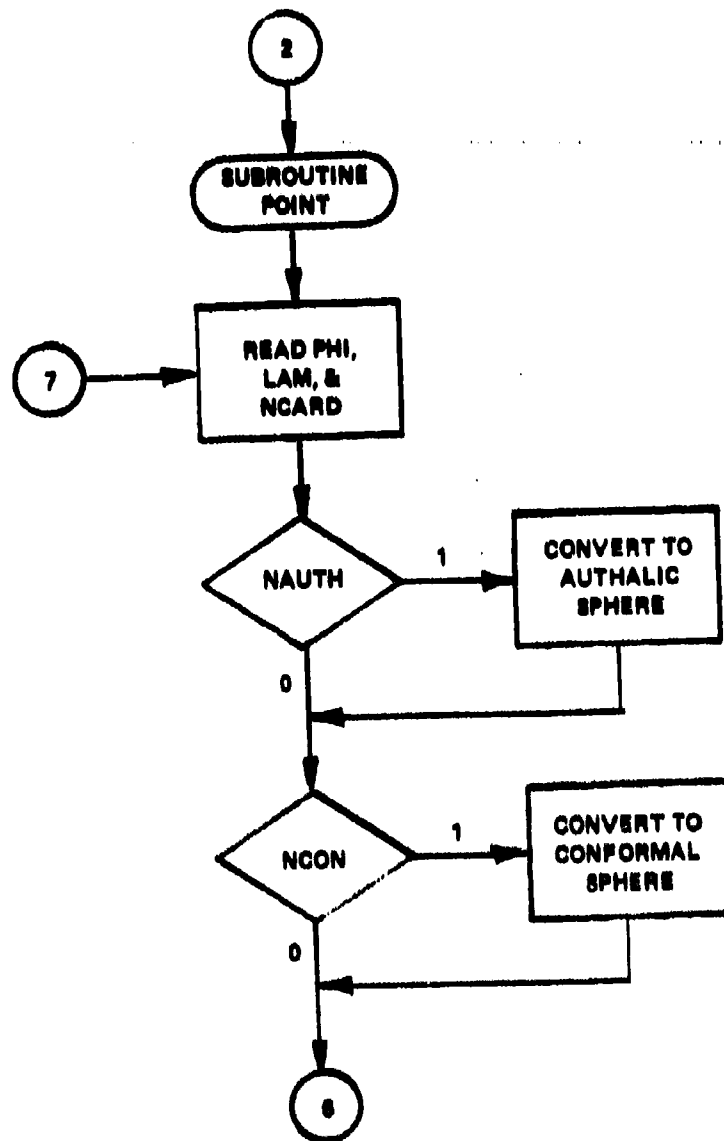 2
SUBROUTINE
POINT
7
READ PHI,
LAM, &
NCARD
NAUTH
1
CONVERT TO
AUTHALIC
SPHERE
0
NCON
1
CONVERT TO
CONFORMAL
SPHERE
0